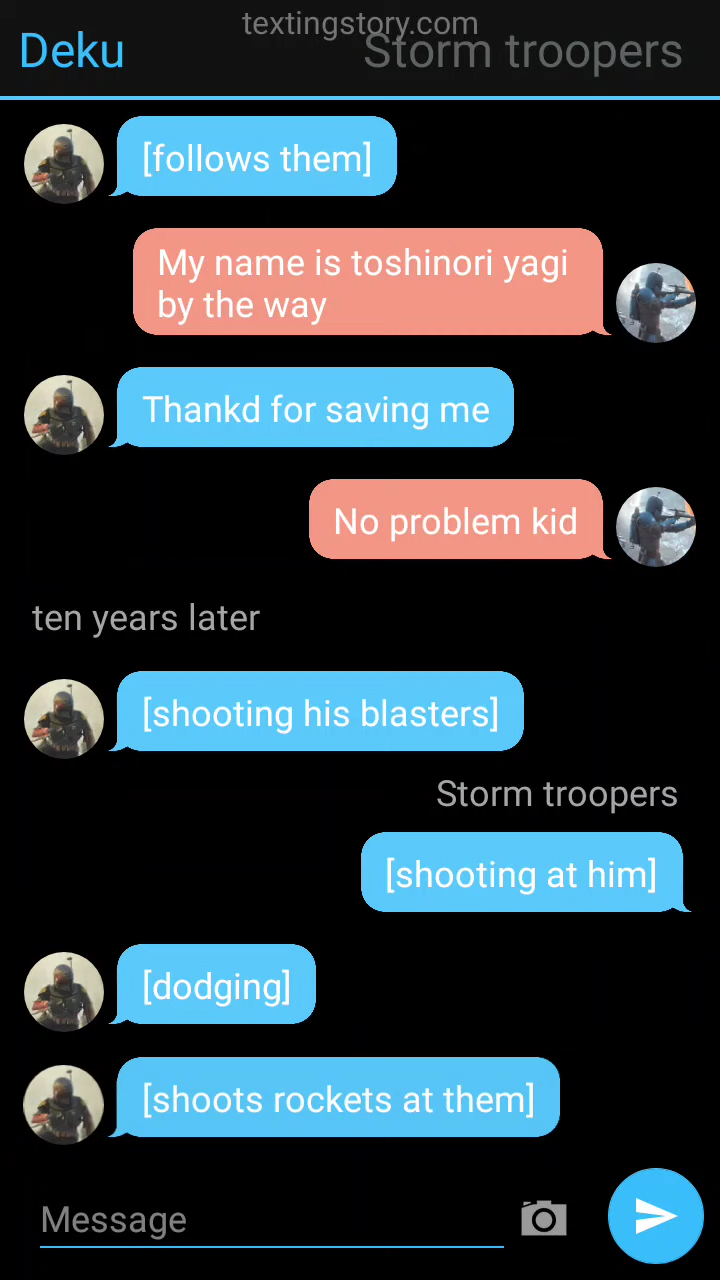 textingstory.com
Deku
Storm troopers
[follows them]
My name is toshinori yagi
by the way
Thankd for saving me
No problem kid
ten years later
[shooting his blasters]
Storm troopers
[shooting at him]
[dodging]
[shoots rockets at them]
Message